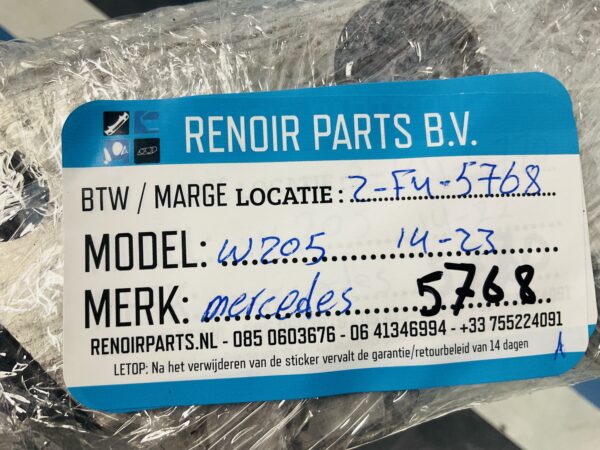 RENOIR PARTS B.V.
BTW / MARGE LOCATIE: 2-FU-5768
MODEL: W205 14-23
MERK: mercedes 5768
RENOIRPARTS.NL - 085 0603676 - 06 41346994 - +33 755224091
LETOP; Na het verwijderen van de sticker vervalt de garantie/retourbeleid van 14 dagen
A